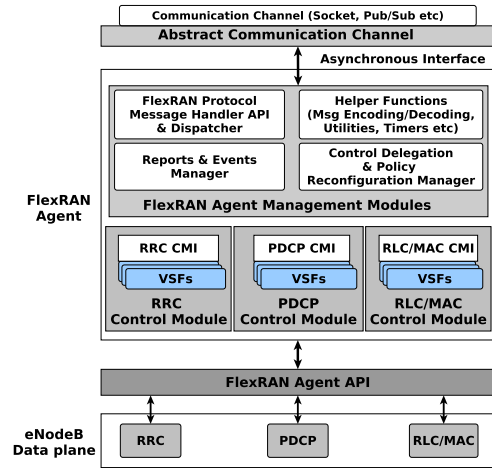 Communication Channel (Socket, Pub/Sub etc)
Abstract Communication Channel
Asynchronous Interface
FlexRAN Protocol
Message Handler API
& Dispatcher
Helper Functions
(Msg Encoding/Decoding,
Utilities, Timers etc)
Reports & Events
Manager
Control Delegation
& Policy
Reconfiguration Manager
FlexRAN Agent Management Modules
FlexRAN
Agent
RRC CMI
VSFs
RRC
Control Module
PDCP CMI
VSFs
PDCP
Control Module
RLC/MAC CMI
VSFs
RLC/MAC
Control Module
FlexRAN Agent API
eNodeB
Data plane
RRC
PDCP
RLC/MAC